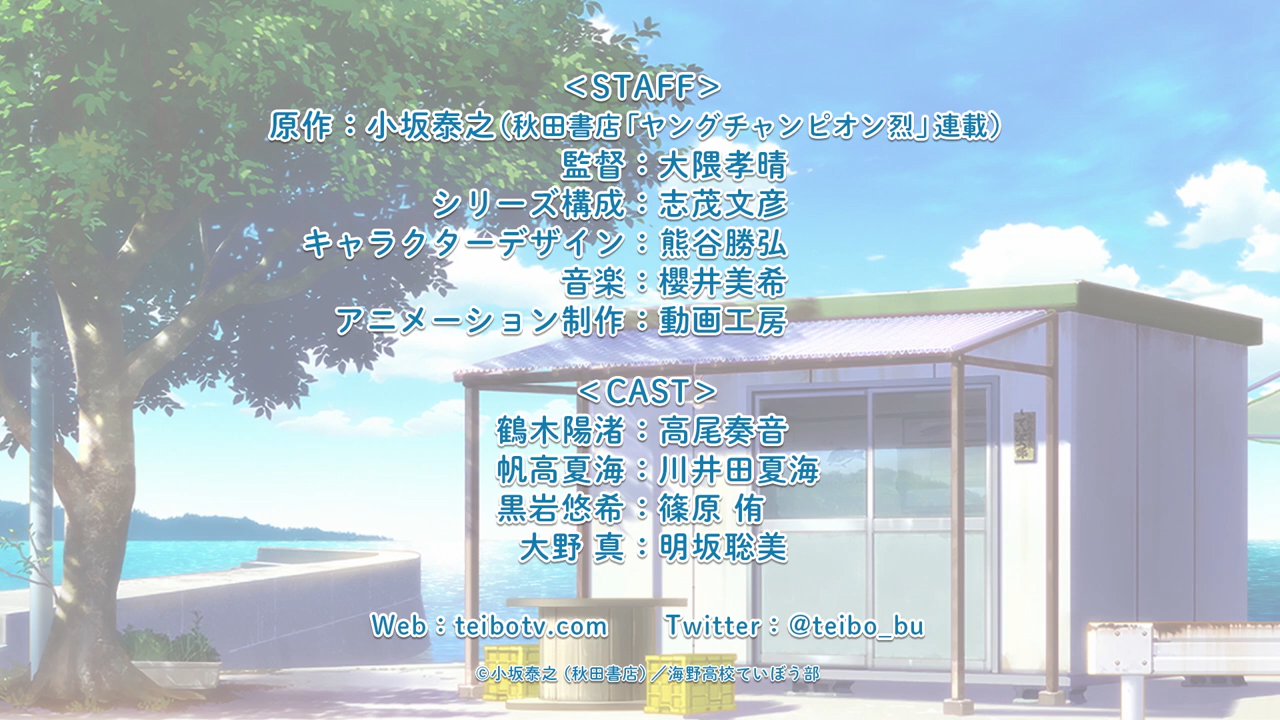 <STAFF>
原作：小坂泰之（秋田書店「ヤングチャンピオン烈」連載）
監督：大隈孝晴
シリーズ構成：志茂文彦
キャラクターデザイン：熊谷勝弘
音楽：櫻井美希
アニメーション制作：動画工房
<CAST>
鶴木陽渚：高尾奏音
帆高夏海：川井田夏海
黒岩悠希：篠原 侑
大野 真：明坂聡美
Web：teibotv.com　Twitter：@teibo_bu
©小坂泰之（秋田書店）／海野高校ていぼう部